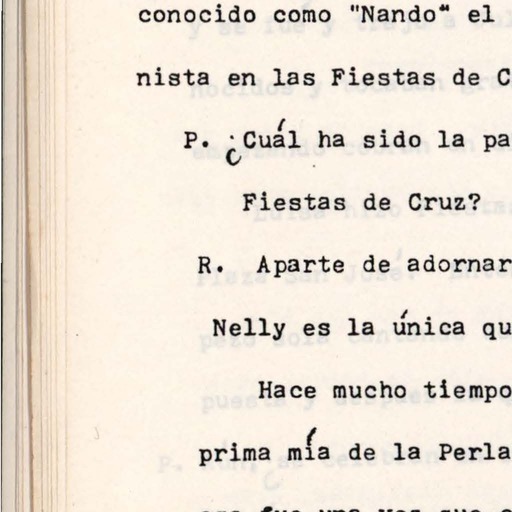 conocido como "Nando" el
nista en las Fiestas de C
P. ¿Cuál ha sido la pa
Fiestas de Cruz?
R. Aparte de adornar
Nelly es la única qu
Hace mucho tiempo
prima mía de la Perla